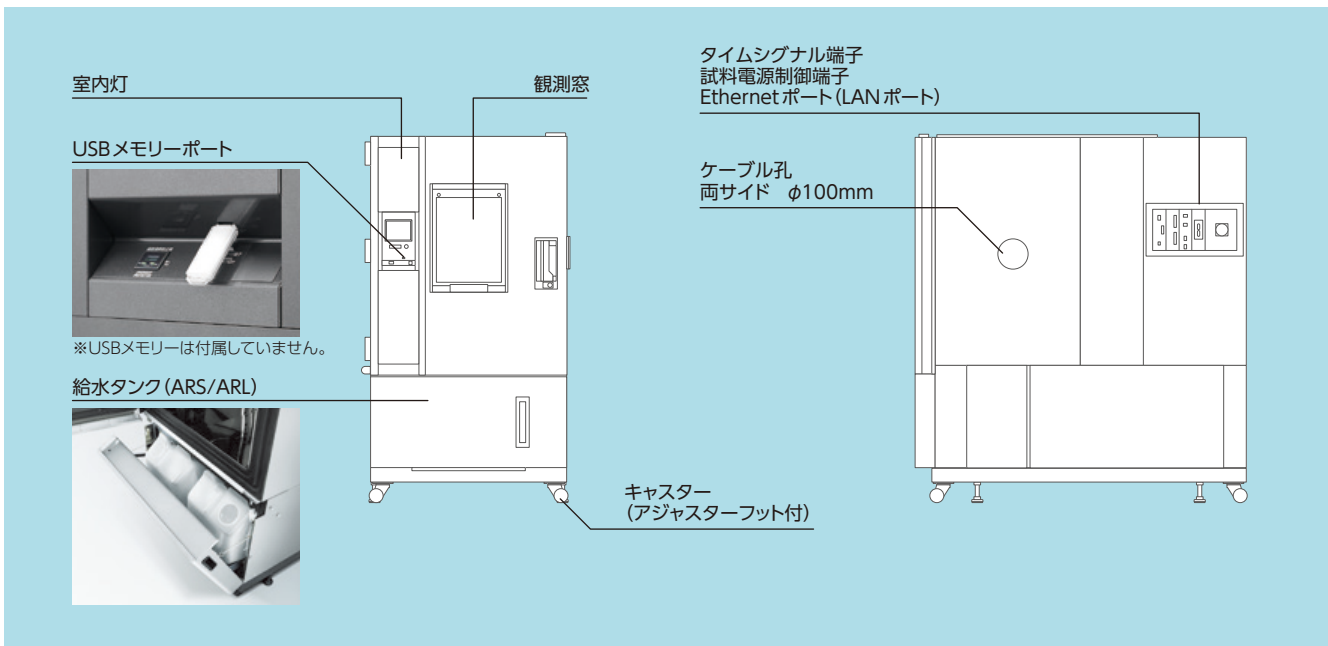 室内灯
観測窓
USBメモリーポート
※USBメモリーは付属していません。
給水タンク（ARS/ARL）
キャスター
（アジャスターフット付）
タイムシグナル端子
試料電源制御端子
Ethernetポート（LANポート）
ケーブル孔
両サイド　φ100mm